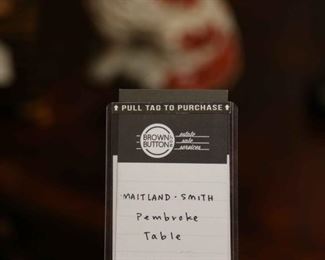 PULL TAG TO PURCHASE
BROWN
BUTTON
estate
sale
services
MAITLAND-SMITH
Pembroke
Table